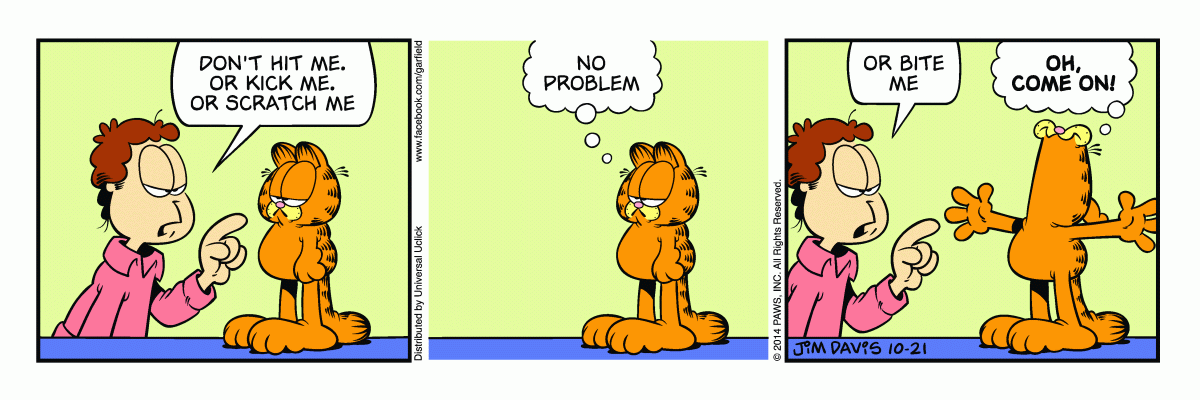 DON'T HIT ME.
OR KICK ME.
OR SCRATCH ME
Distributed by Universal Uclick
www.facebook.com/garfield
NO
PROBLEM
© 2014 PAWS, INC. All Rights Reserved.
OR BITE
ME
OH,
COME ON!
JIM DAVIS 10-21